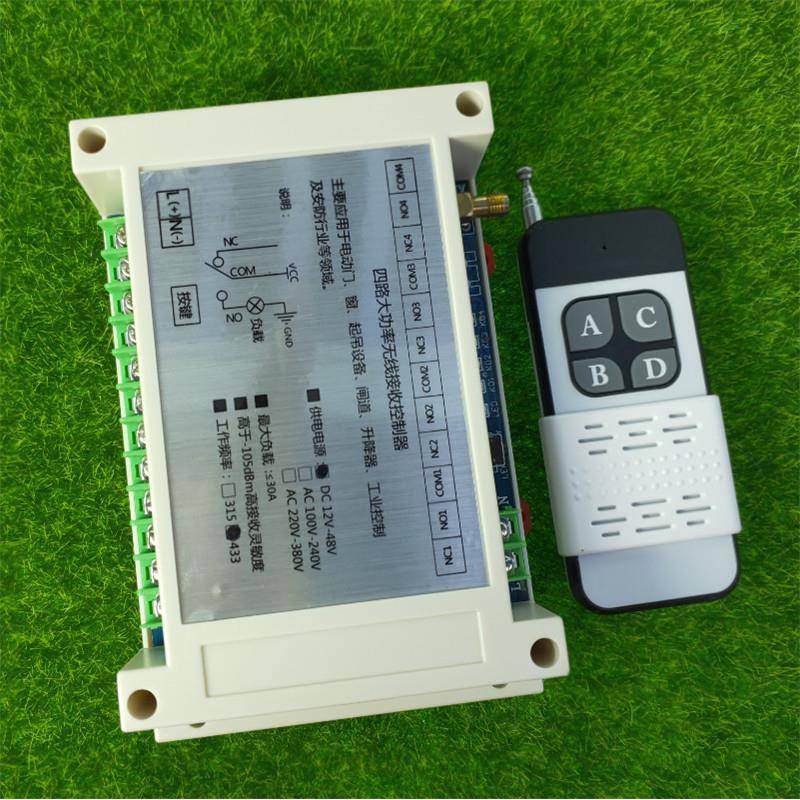 COM4 NO4 NC4 COM3 NO3 NC3 COM2 NO2 NC2 COM1 NO1 NC1
四路大功率无线接收控制器
主要应用于电动门、窗、起吊设备、闸道、升降器、工业控制
及安防行业等领域。
说明：
NC
COM
VCC
NO
负载
GND
供电电源：
DC 12V-48V
AC 100V-240V
AC 220V-380V
最大负载：≤30A
高于-105dBm高接收灵敏度
工作频率：
315
433
L(+)
N(-)
按键
N
L
A C
B D